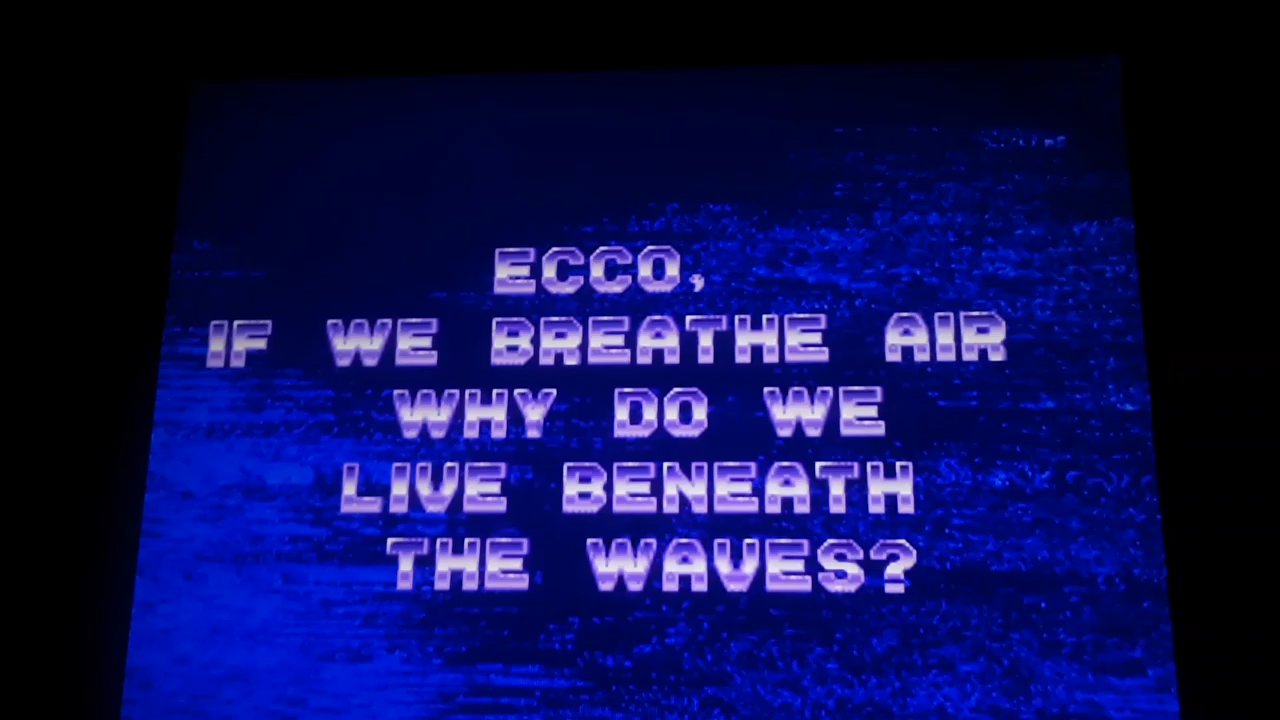 ECCO,
IF WE BREATHE AIR
WHY DO WE
LIVE BENEATH
THE WAVES?